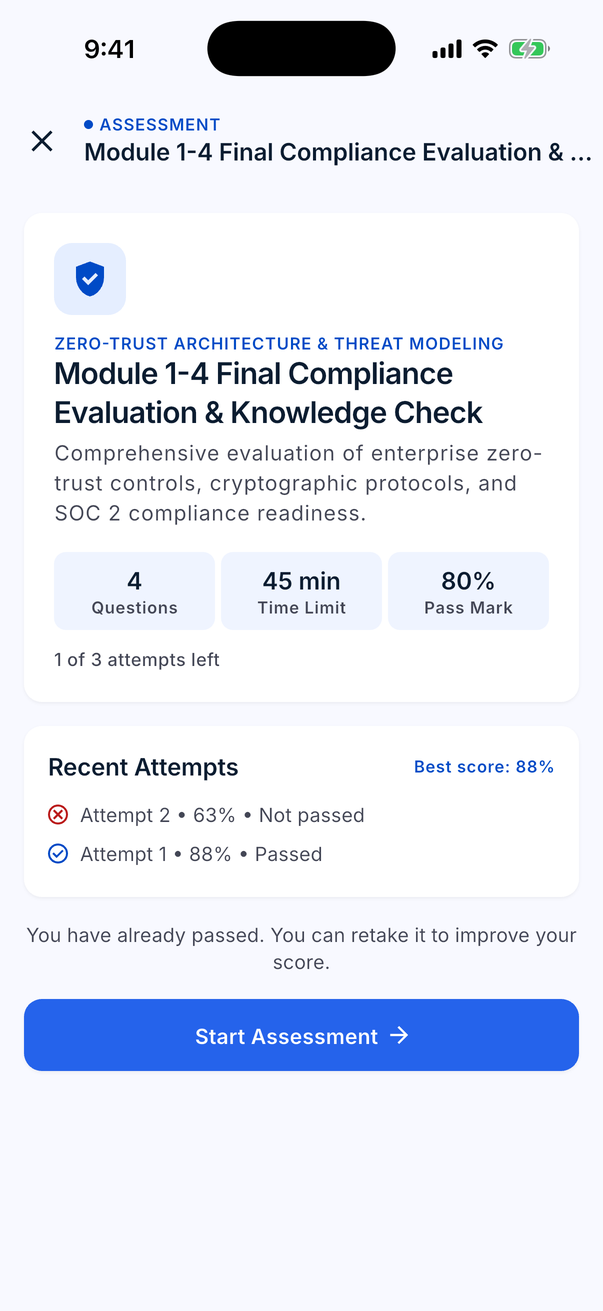 9:41
ASSESSMENT
Module 1-4 Final Compliance Evaluation & ...
ZERO-TRUST ARCHITECTURE & THREAT MODELING
Module 1-4 Final Compliance
Evaluation & Knowledge Check
Comprehensive evaluation of enterprise zero-
trust controls, cryptographic protocols, and
SOC 2 compliance readiness.
4
Questions
45 min
Time Limit
80%
Pass Mark
1 of 3 attempts left
Recent Attempts
Best score: 88%
Attempt 2 • 63% • Not passed
Attempt 1 • 88% • Passed
You have already passed. You can retake it to improve your
score.
Start Assessment →